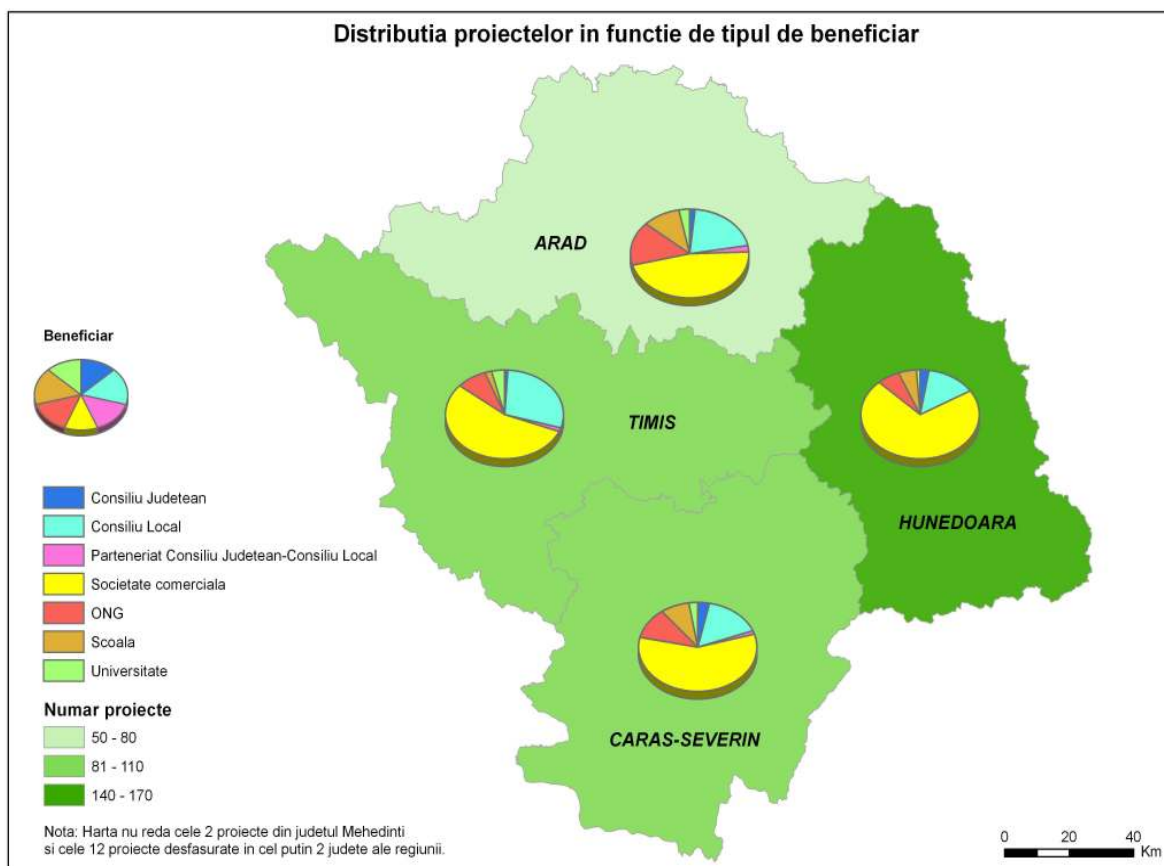 Distributia proiectelor in functie de tipul de beneficiar
ARAD
TIMIS
HUNEDOARA
CARAS-SEVERIN
Beneficiar
Consiliu Judetean
Consiliu Local
Parteneriat Consiliu Judetean-Consiliu Local
Societate comerciala
ONG
Scoala
Universitate
Numar proiecte
50 - 80
81 - 110
140 - 170
Nota: Harta nu reda cele 2 proiecte din judetul Mehedinti
si cele 12 proiecte desfasurate in cel putin 2 judete ale regiunii.
0 20 40
Km